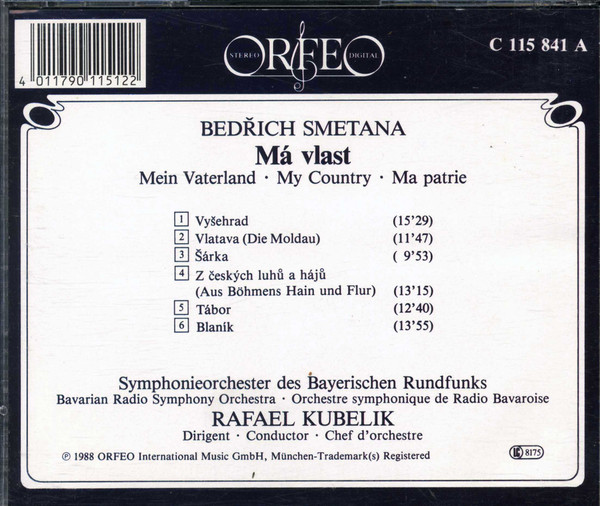 4 011790 115122
STEREO ORFEO DIGITAL
C 115 841 A
BEDŘICH SMETANA
Má vlast
Mein Vaterland · My Country · Ma patrie
1 Vyšehrad (15'29)
2 Vlatava (Die Moldau) (11'47)
3 Šárka ( 9'53)
4 Z českých luhů a hájů
(Aus Böhmens Hain und Flur) (13'15)
5 Tábor (12'40)
6 Blaník (13'55)
Symphonieorchester des Bayerischen Rundfunks
Bavarian Radio Symphony Orchestra · Orchestre symphonique de Radio Bavaroise
RAFAEL KUBELIK
Dirigent · Conductor · Chef d'orchestre
℗ 1988 ORFEO International Music GmbH, München-Trademark(s) Registered
LC 8175